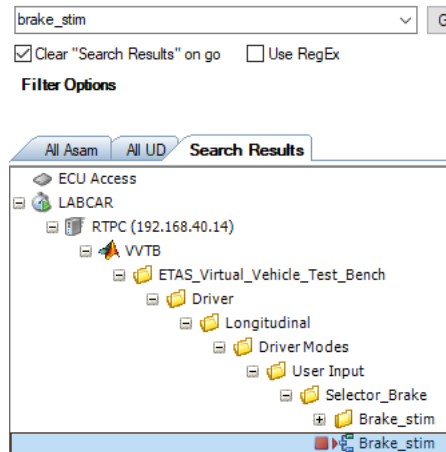 brake_stim
G
Clear "Search Results" on go Use RegEx
Filter Options
All Asam All UD Search Results
ECU Access
LABCAR
RTPC (192.168.40.14)
VVTB
ETAS_Virtual_Vehicle_Test_Bench
Driver
Longitudinal
Driver Modes
User Input
Selector_Brake
Brake_stim
Brake_stim